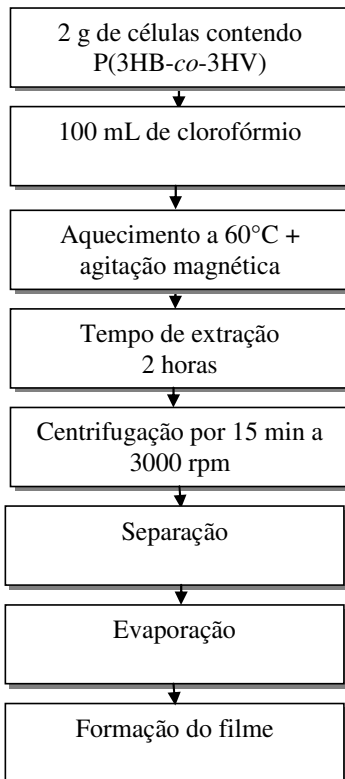 2 g de células contendo
P(3HB-co-3HV)
100 mL de clorofórmio
Aquecimento a 60°C +
agitação magnética
Tempo de extração
2 horas
Centrifugação por 15 min a
3000 rpm
Separação
Evaporação
Formação do filme